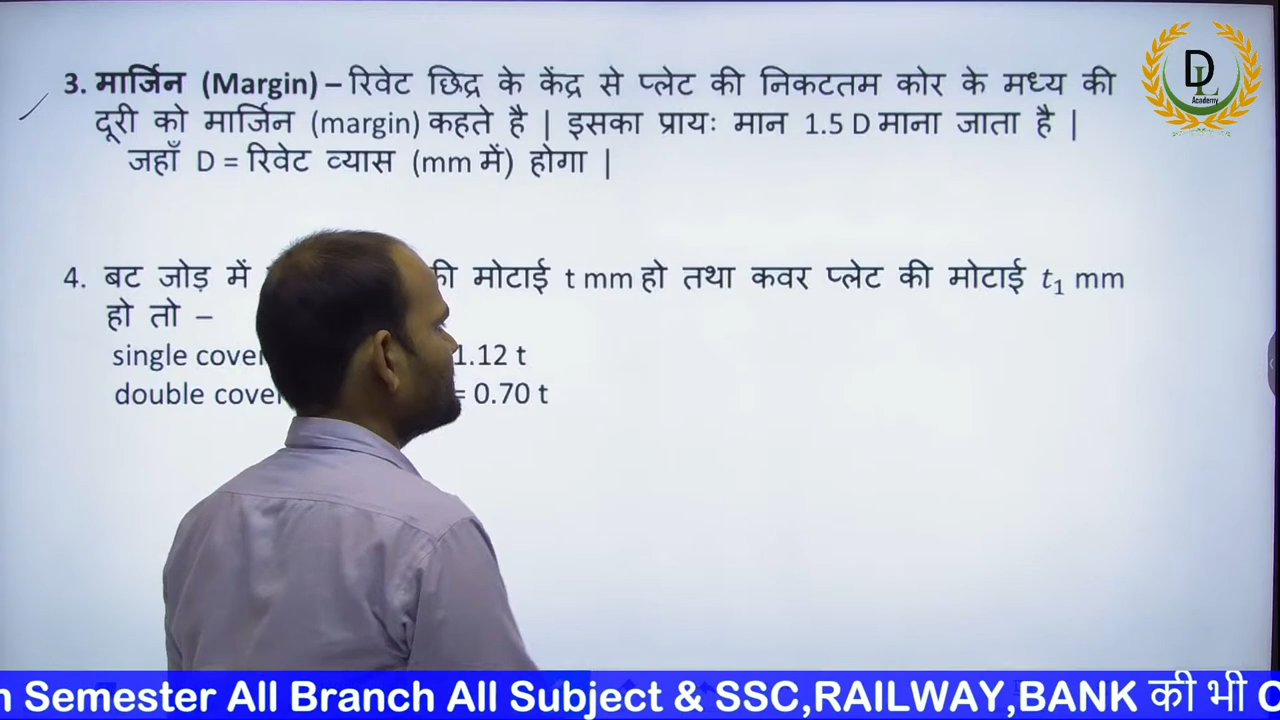 3. मार्जिन (Margin) – रिवेट छिद्र के केंद्र से प्लेट की निकटतम कोर के मध्य की
दूरी को मार्जिन (margin) कहते है | इसका प्रायः मान 1.5 D माना जाता है |
जहाँ D = रिवेट व्यास (mm में) होगा |
4. बट जोड़ में की मोटाई t mm हो तथा कवर प्लेट की मोटाई t₁ mm
हो तो –
single cover 1.12 t
double cover = 0.70 t
DL
Academy
Semester All Branch All Subject & SSC,RAILWAY,BANK की भी